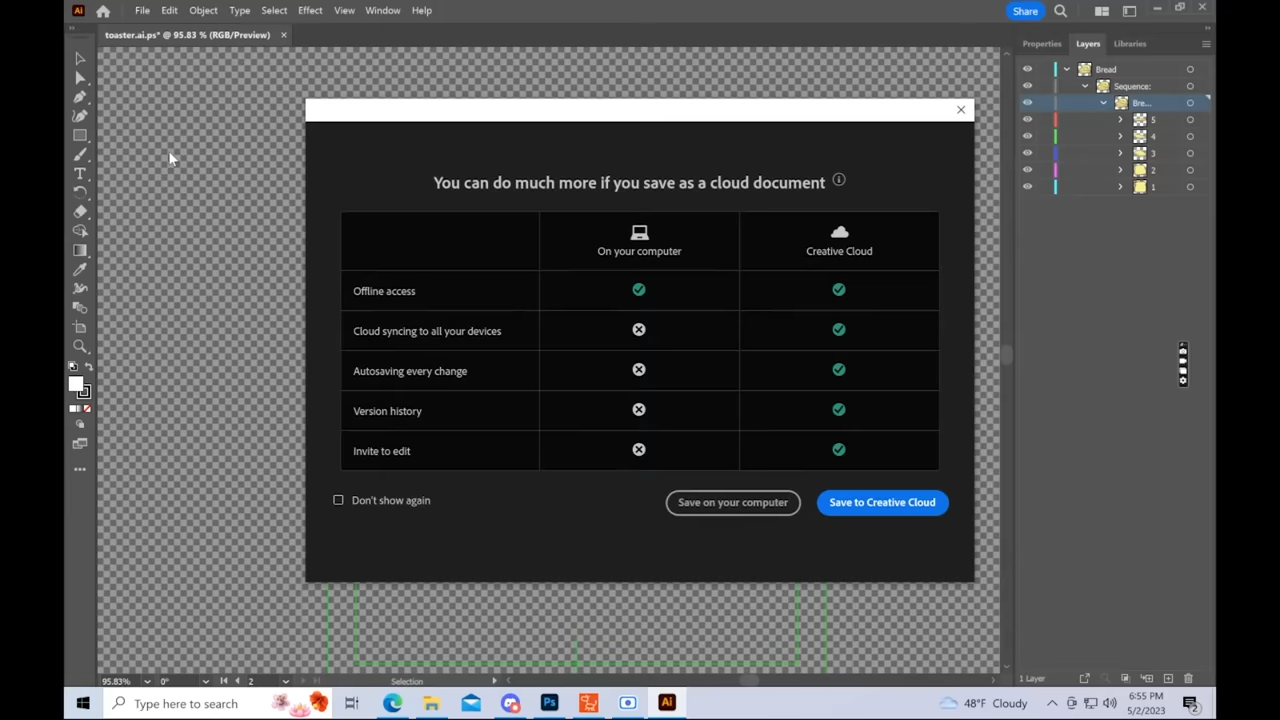 File Edit Object Type Select Effect View Window Help
Share
toaster.ai.ps* @ 95.83 % (RGB/Preview)
Properties Layers Libraries
Bread
Sequence:
Bre...
5
4
3
2
1
You can do much more if you save as a cloud document
On your computer
Creative Cloud
Offline access
Cloud syncing to all your devices
Autosaving every change
Version history
Invite to edit
Don't show again
Save on your computer
Save to Creative Cloud
95.83% 0° 2 Selection
1 Layer
Type here to search
48°F Cloudy
6:55 PM
5/2/2023